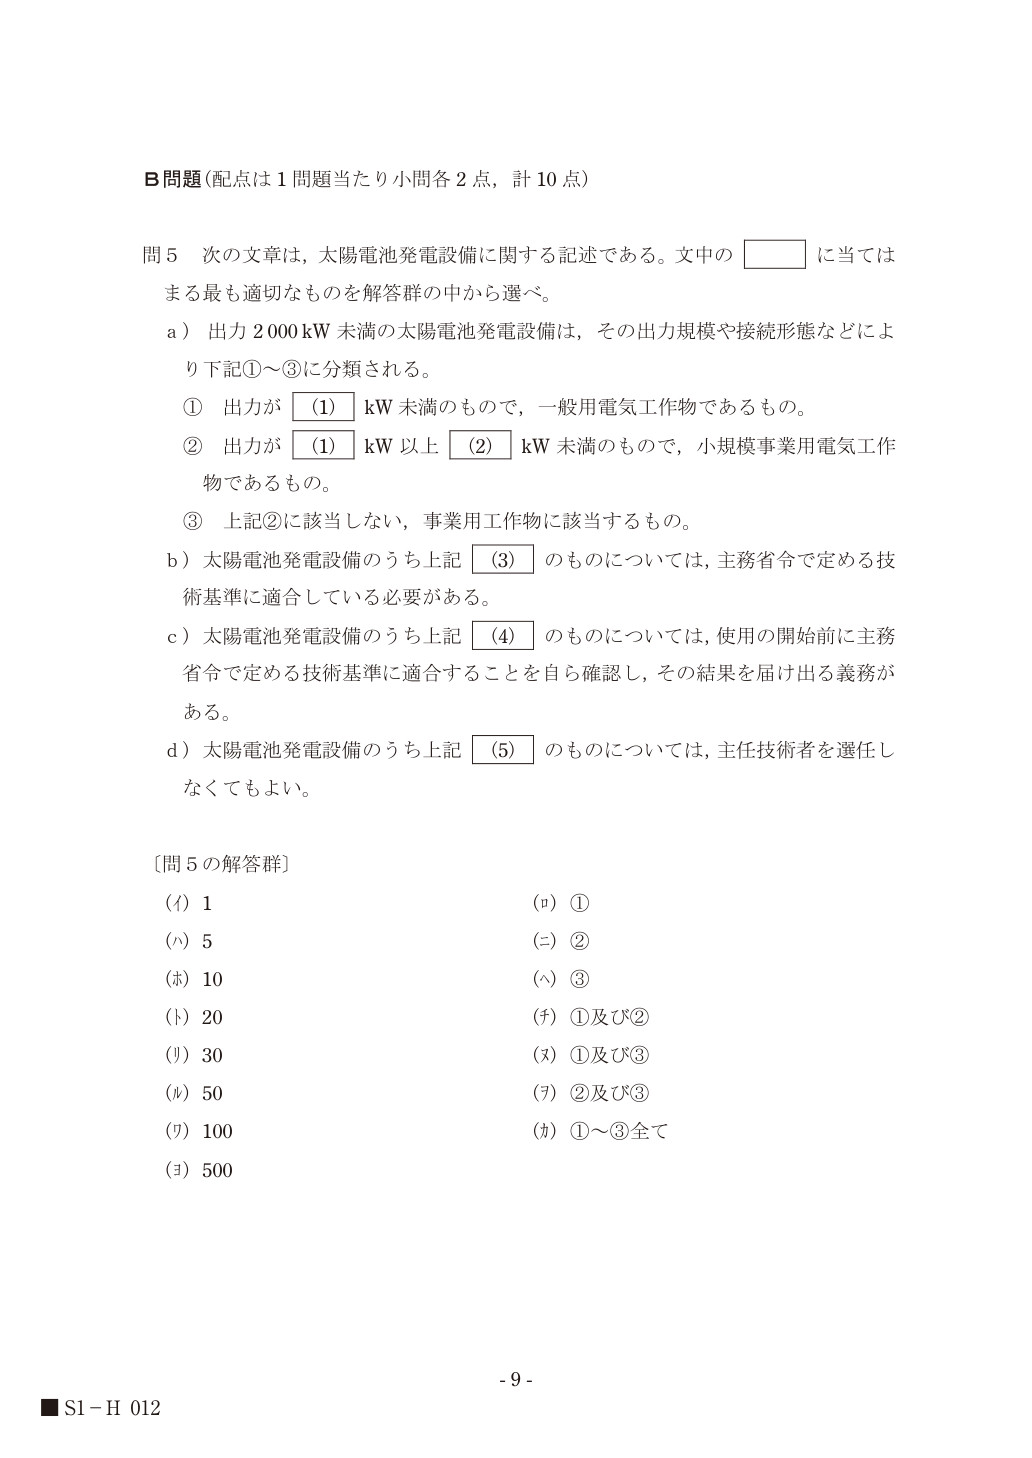 B問題(配点は1問題当たり小問各2点，計10点)
問5　次の文章は，太陽電池発電設備に関する記述である。文中の　　　に当ては
まる最も適切なものを解答群の中から選べ。
a） 出力 2 000 kW 未満の太陽電池発電設備は，その出力規模や接続形態などによ
り下記①〜③に分類される。
①　出力が (1) kW 未満のもので，一般用電気工作物であるもの。
②　出力が (1) kW 以上 (2) kW 未満のもので，小規模事業用電気工作
物であるもの。
③　上記②に該当しない，事業用工作物に該当するもの。
b）太陽電池発電設備のうち上記 (3) のものについては，主務省令で定める技
術基準に適合している必要がある。
c）太陽電池発電設備のうち上記 (4) のものについては，使用の開始前に主務
省令で定める技術基準に適合することを自ら確認し，その結果を届け出る義務が
ある。
d）太陽電池発電設備のうち上記 (5) のものについては，主任技術者を選任し
なくてもよい。
〔問5の解答群〕
(イ) 1　(ロ) ①
(ハ) 5　(ニ) ②
(ホ) 10　(ヘ) ③
(ト) 20　(チ) ①及び②
(リ) 30　(ヌ) ①及び③
(ル) 50　(ヲ) ②及び③
(ワ) 100　(カ) ①〜③全て
(ヨ) 500
- 9 -
■ S1－H 012